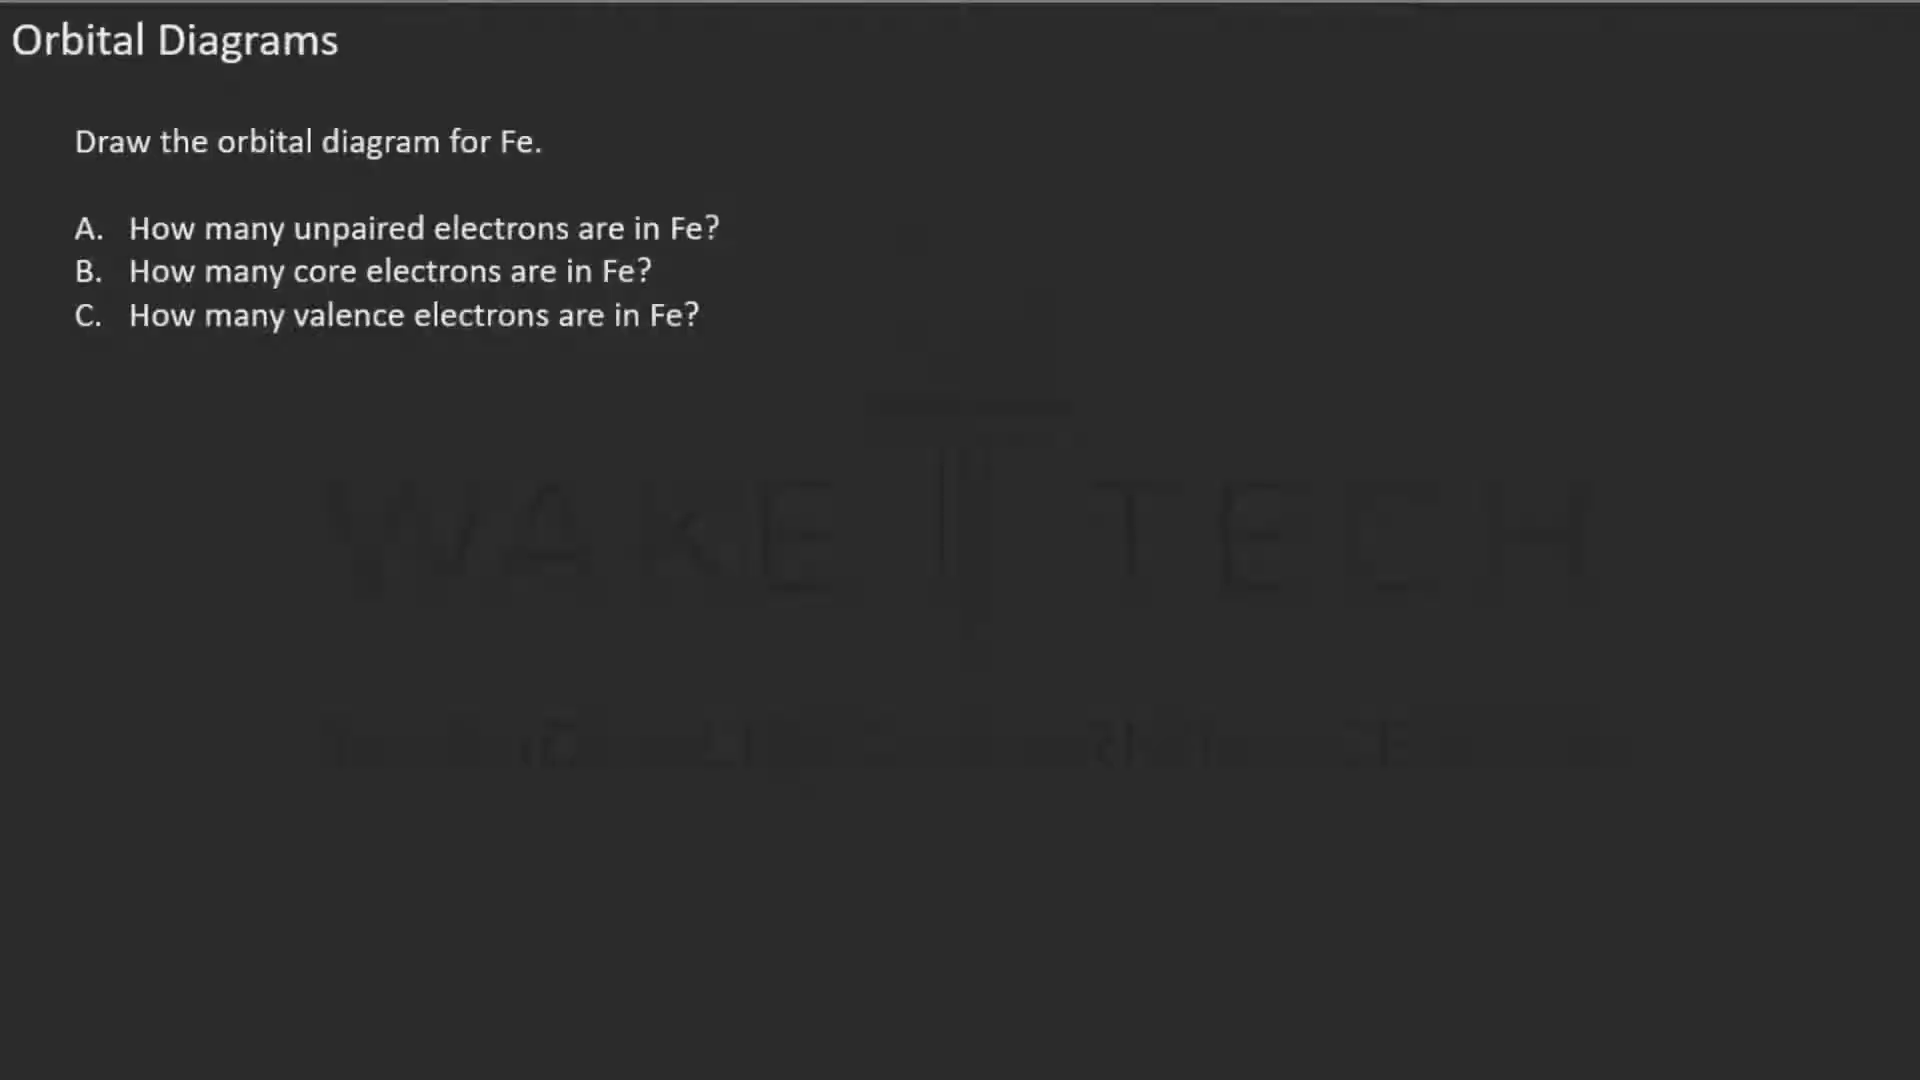 Orbital Diagrams
Draw the orbital diagram for Fe.
A. How many unpaired electrons are in Fe?
B. How many core electrons are in Fe?
C. How many valence electrons are in Fe?
WAKE TECH